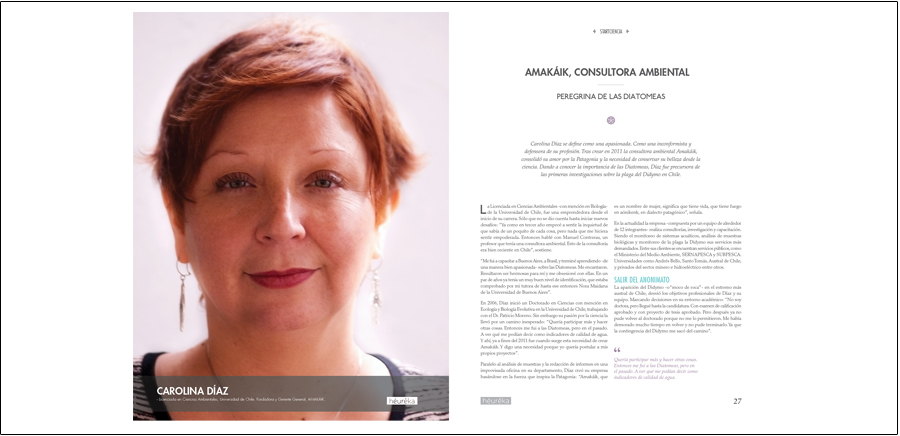 CAROLINA DÍAZ
- Licenciada en Ciencias Ambientales, Universidad de Chile. Fundadora y Gerente General AMAKÁIK.
heurēka
STARTCIENCIA
AMAKÁIK, CONSULTORA AMBIENTAL
PEREGRINA DE LAS DIATOMEAS
Carolina Díaz se define como una apasionada. Como una inconformista y
defensora de su profesión. Tras crear en 2011 la consultora ambiental Amakáik,
consolidó su amor por la Patagonia y la necesidad de conservar su belleza desde la
ciencia. Dando a conocer la importancia de las Diatomeas, Díaz fue precursora de
las primeras investigaciones sobre la plaga del Didymo en Chile.
La Licenciada en Ciencias Ambientales -con mención en Biología-
de la Universidad de Chile, fue una emprendedora desde el
inicio de su carrera. Sólo que no se dio cuenta hasta iniciar nuevos
desafíos: "Ya como en tercer año empecé a sentir la inquietud de
que sabía de un poquito de cada cosa, pero nada que me hiciera
sentir empoderada. Entonces hablé con Manuel Contreras, un
profesor que tenía una consultora ambiental. Esto de la consultoría
era bien reciente en Chile", sostiene.
"Me fui a capacitar a Buenos Aires, a Brasil, y terminé aprendiendo -de
una manera bien apasionada- sobre las Diatomeas. Me encantaron.
Resultaron ser hermosas para mí y me obsesioné con ellas. En un
par de años ya tenía un muy buen nivel de identificación, que estaba
comprobado por mi tutora de hasta ese entonces Nora Maidana
de la Universidad de Buenos Aires".
En 2006, Díaz inició un Doctorado en Ciencias con mención en
Ecología y Biología Evolutiva en la Universidad de Chile, trabajando
con el Dr. Patricio Moreno. Sin embargo su pasión por la ciencia la
llevó por un camino inesperado: "Quería participar más y hacer
otras cosas. Entonces me fui a las Diatomeas, pero en el pasado.
A ver qué me podían decir como indicadores de calidad de agua.
Y ahí, ya a fines del 2011 fue cuando surge esta necesidad de crear
Amakáik. Y digo una necesidad porque yo quería postular a mis
propios proyectos".
Paralelo al análisis de muestras y la redacción de informes en una
improvisada oficina en su departamento, Díaz creó su empresa
basándose en la fuerza que inspira la Patagonia: "Amakáik, que
es un nombre de mujer, significa que tiene vida, que tiene fuego
en aónikenk, en dialecto patagónico", señala.
En la actualidad la empresa -compuesta por un equipo de alrededor
de 12 integrantes- realiza consultorías, investigación y capacitación.
Siendo el monitoreo de sistemas acuáticos, análisis de muestras
biológicas y monitoreo de la plaga la Didymo sus servicios más
demandados. Entre sus clientes se encuentran servicios públicos, como
el Ministerio del Medio Ambiente, SERNAPESCA y SUBPESCA.
Universidades como Andrés Bello, Santo Tomás, Austral de Chile,
y privados del sector minero e hidroeléctrico entre otros.
SALIR DEL ANONIMATO
La aparición del Didymo -o "moco de roca"- en el extremo más
austral de Chile, desvió los objetivos profesionales de Díaz y su
equipo. Marcando decisiones en su entorno académico: "No soy
doctora, pero llegué hasta la candidatura. Con examen de calificación
aprobado y con proyecto de tesis aprobado. Pero después ya no
pude volver al doctorado porque no me lo permitieron. Me había
demorado mucho tiempo en volver y no pude terminarlo. Ya que
la contingencia del Didymo me sacó del camino".
"
Quería participar más y hacer otras cosas.
Entonces me fui a las Diatomeas, pero en
el pasado. A ver qué me podían decir como
indicadores de calidad de agua.
heurēka
27